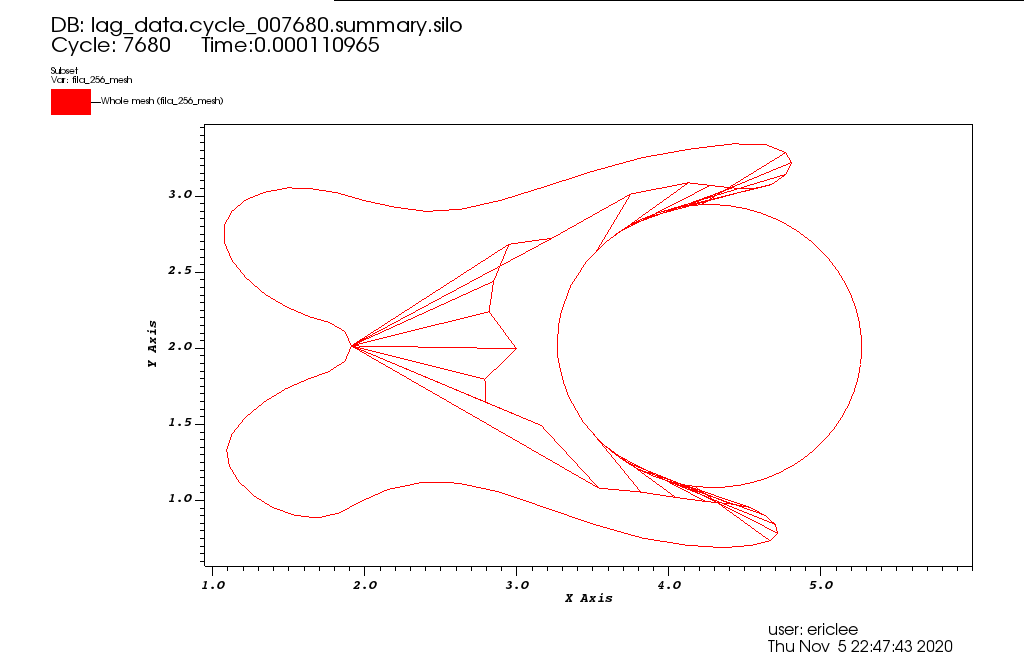 DB: lag_data.cycle_007680.summary.silo
Cycle: 7680 Time:0.000110965
Subset
Var: fila_256_mesh
Whole mesh (fila_256_mesh)
3.0
2.5
2.0
1.5
1.0
Y Axis
1.0 2.0 3.0 4.0 5.0
X Axis
user: ericlee
Thu Nov 5 22:47:43 2020